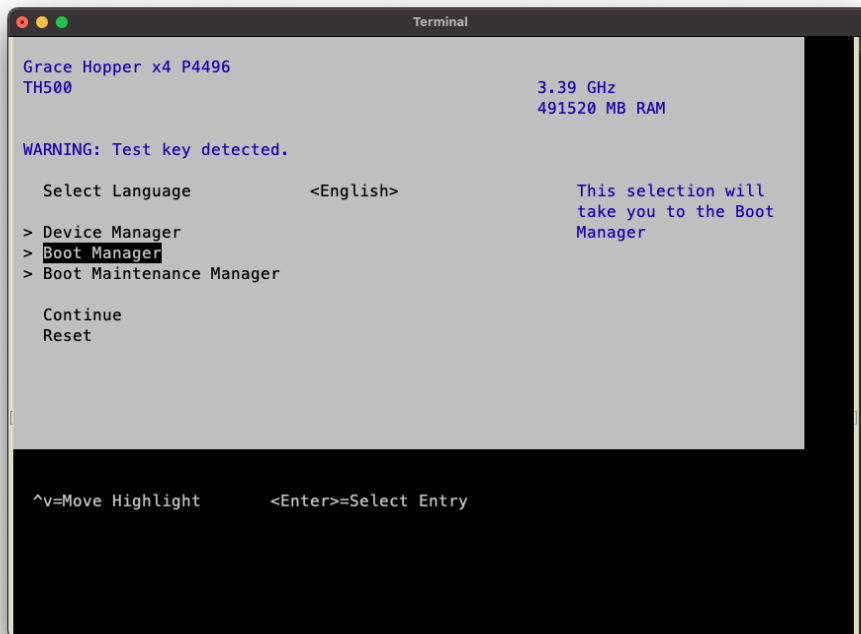 Terminal
Grace Hopper x4 P4496
TH500 3.39 GHz
491520 MB RAM
WARNING: Test key detected.
Select Language <English> This selection will
take you to the Boot
> Device Manager Manager
> Boot Manager
> Boot Maintenance Manager
Continue
Reset
^v=Move Highlight <Enter>=Select Entry